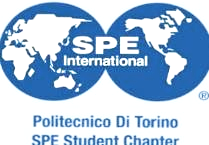 SPE
International
®
Politecnico Di Torino
SPE Student Chapter